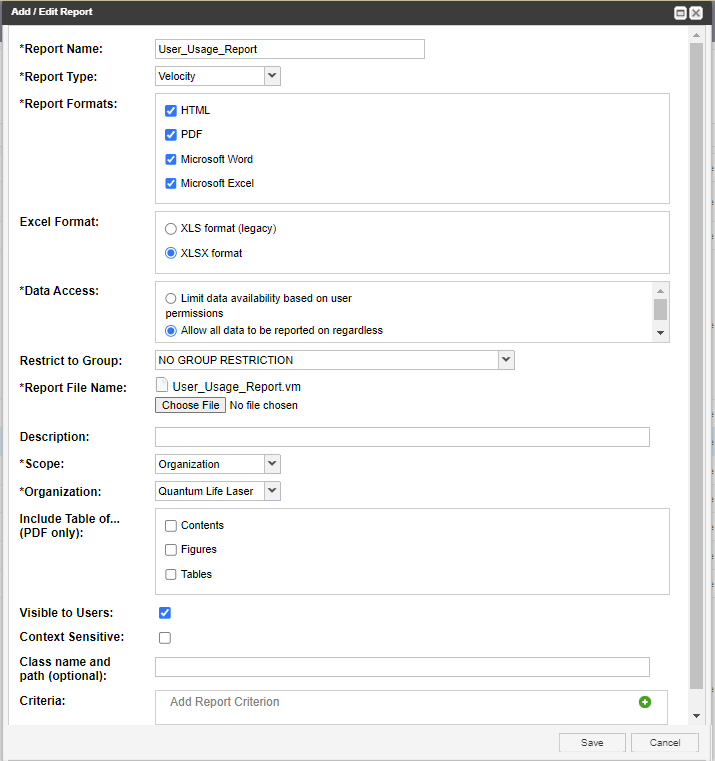 Add / Edit Report
*Report Name: User_Usage_Report
*Report Type: Velocity
*Report Formats:
HTML
PDF
Microsoft Word
Microsoft Excel
Excel Format:
XLS format (legacy)
XLSX format
*Data Access:
Limit data availability based on user
permissions
Allow all data to be reported on regardless
Restrict to Group: NO GROUP RESTRICTION
*Report File Name: User_Usage_Report.vm
Choose File No file chosen
Description:
*Scope: Organization
*Organization: Quantum Life Laser
Include Table of...
(PDF only):
Contents
Figures
Tables
Visible to Users:
Context Sensitive:
Class name and
path (optional):
Criteria: Add Report Criterion
Save Cancel